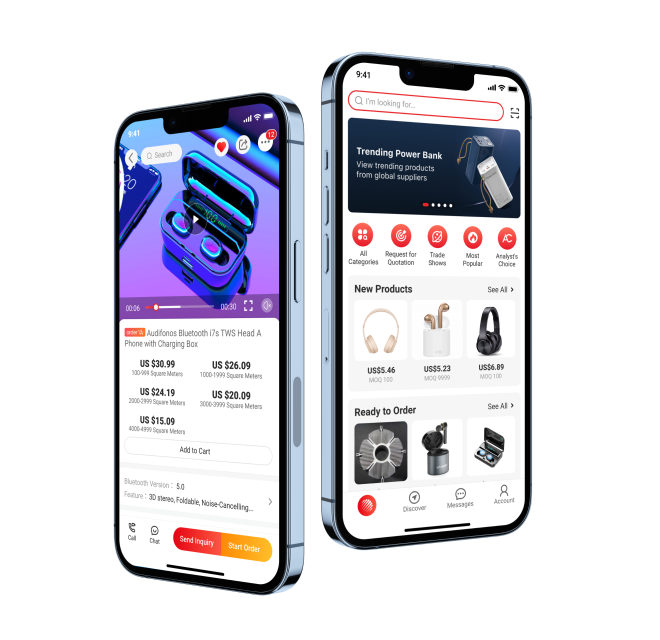 9:41
Search
12
00:06
00:30
Audifonos Bluetooth i7s TWS Head A
Phone with Charging Box
US $30.99
100-999 Square Meters
US $26.09
1000-1999 Square Meters
US $24.19
2000-2999 Square Meters
US $20.09
3000-3999 Square Meters
US $15.09
4000-4999 Square Meters
Add to Cart
Bluetooth Version : 5.0
Feature : 3D stereo, Foldable, Noise-Cancelling...
Call
Chat
Send Inquiry
Start Order
9:41
I'm looking for...
Trending Power Bank
View trending products
from global suppliers
All
Categories
Request for
Quotation
Trade
Shows
Most
Popular
AC
Analyst's
Choice
New Products
See All
US$5.46
MOQ 100
US$5.23
MOQ 9999
US$6.89
MOQ 100
Ready to Order
See All
Discover
Messages
Account